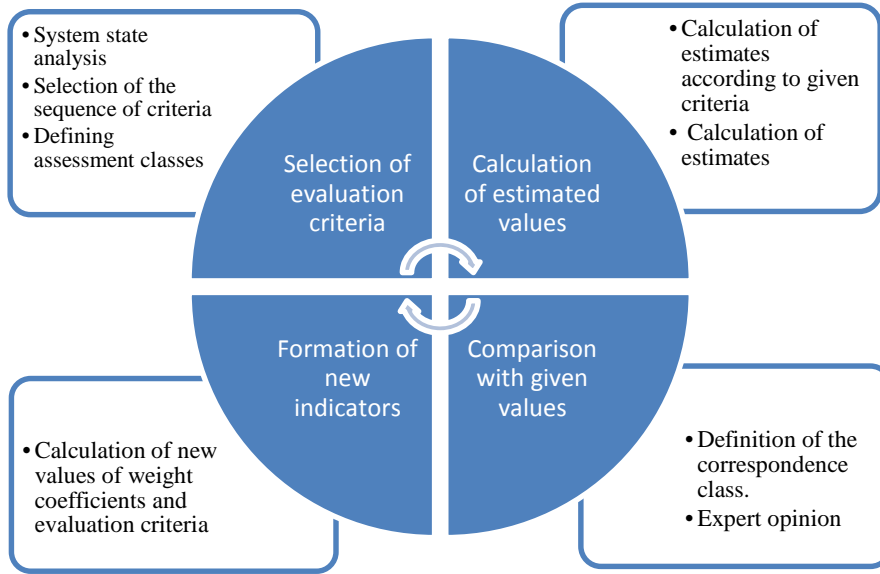 • System state
analysis
• Selection of the
sequence of criteria
• Defining
assessment classes
• Calculation of
estimates
according to given
criteria
• Calculation of
estimates
Selection of
evaluation
criteria
Calculation
of estimated
values
Formation of
new
indicators
Comparison
with given
values
• Calculation of new
values of weight
coefficients and
evaluation criteria
• Definition of the
correspondence
class.
• Expert opinion